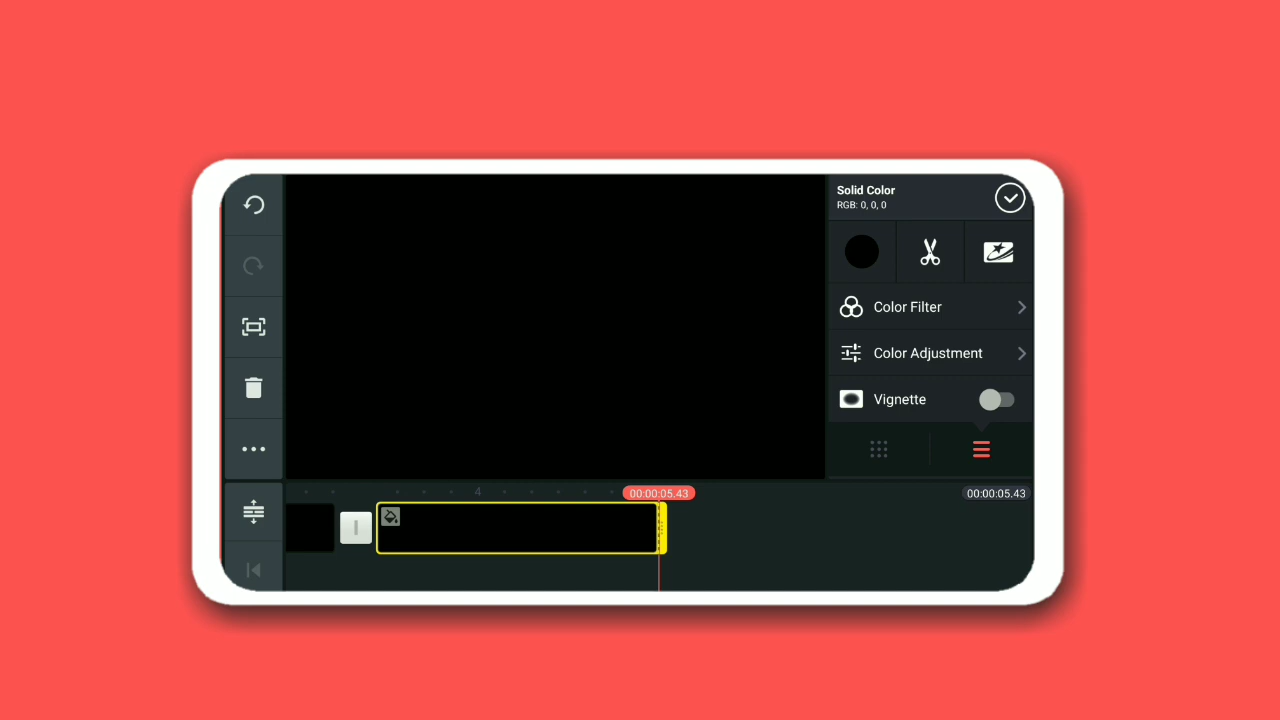 Solid Color
RGB: 0, 0, 0
Color Filter
Color Adjustment
Vignette
4
00:00:05.43
00:00:05.43